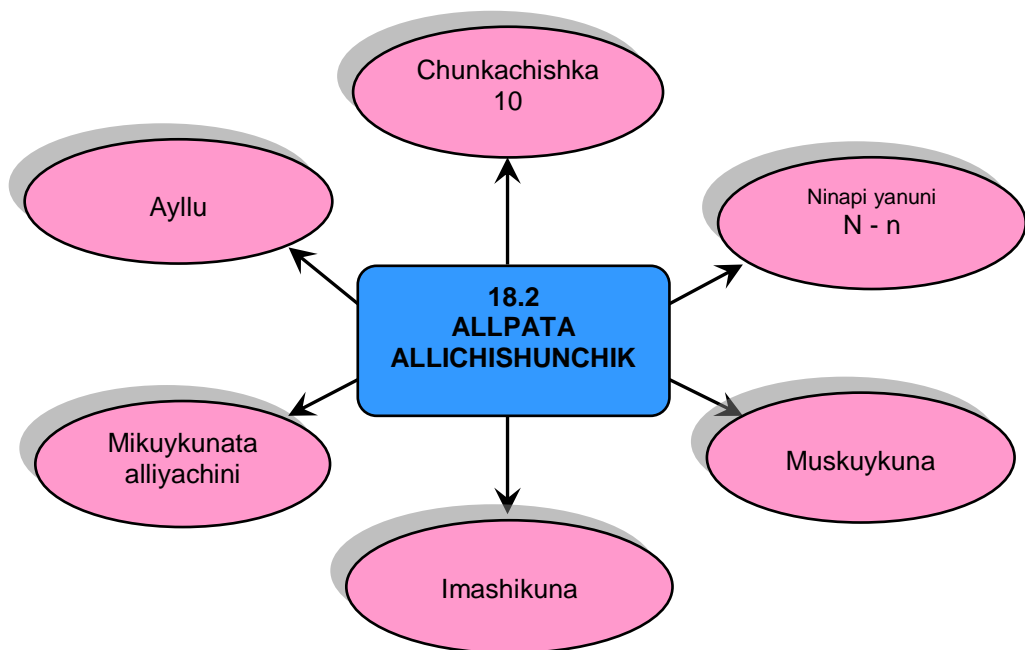 Chunkachishka
10
Ayllu
Ninapi yanuni
N - n
18.2
ALLPATA
ALLICHISHUNCHIK
Mikuykunata
alliyachini
Muskuykuna
Imashikuna